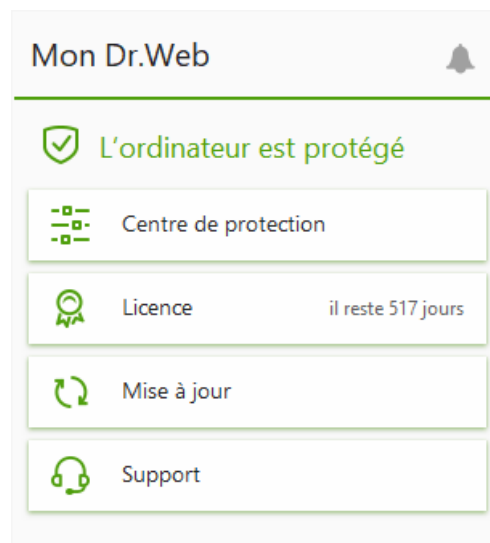 Mon Dr.Web
L'ordinateur est protégé
Centre de protection
Licence il reste 517 jours
Mise à jour
Support